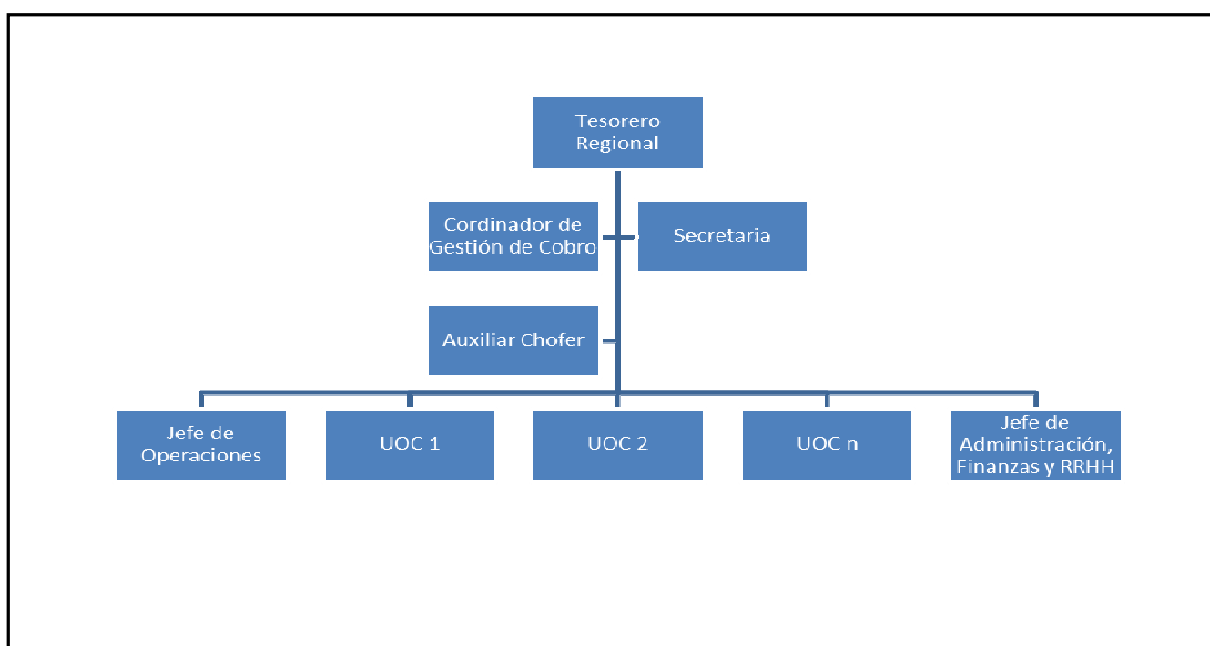 Tesorero
Regional
Cordinador de
Gestión de Cobro
Secretaria
Auxiliar Chofer
Jefe de
Operaciones
UOC 1
UOC 2
UOC n
Jefe de
Administración,
Finanzas y RRHH